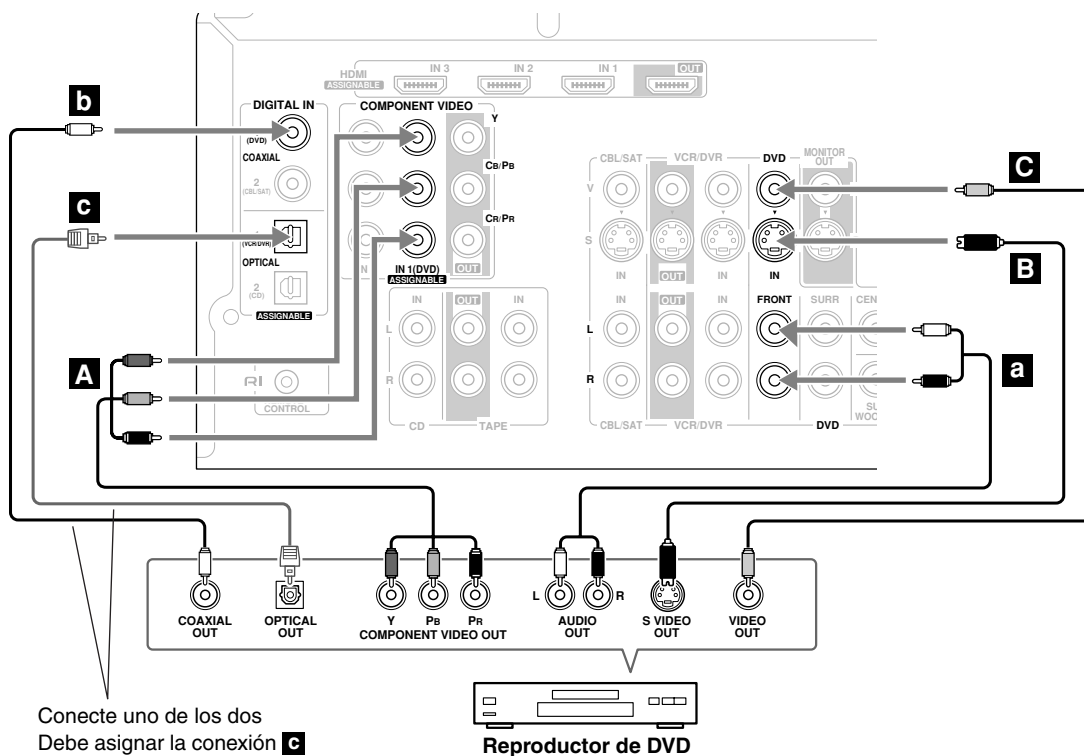 HDMI
ASSIGNABLE
IN 3
IN 2
IN 1
OUT
b
DIGITAL IN
(DVD)
COAXIAL
2
(CBL/SAT)
c
(VCR/DVR)
OPTICAL
2
(CD)
ASSIGNABLE
COMPONENT VIDEO
Y
CB/PB
CR/PR
IN
IN 1(DVD)
ASSIGNABLE
OUT
CBL/SAT
VCR/DVR
DVD
MONITOR
OUT
V
S
IN
OUT
IN
IN
C
B
A
RI
CONTROL
IN
OUT
IN
L
R
CD
TAPE
IN
OUT
IN
FRONT
SURR
CEN
L
R
SU
WOO
CBL/SAT
VCR/DVR
DVD
a
COAXIAL
OUT
OPTICAL
OUT
Y
PB
PR
COMPONENT VIDEO OUT
L
R
AUDIO
OUT
S VIDEO
OUT
VIDEO
OUT
Conecte uno de los dos
Debe asignar la conexión c
Reproductor de DVD